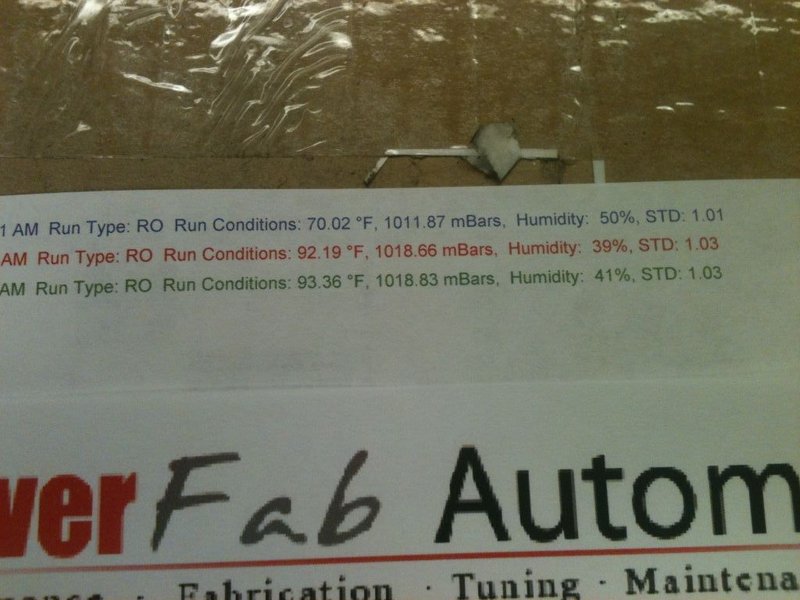 1 AM Run Type: RO Run Conditions: 70.02 °F, 1011.87 mBars, Humidity: 50%, STD: 1.01
AM Run Type: RO Run Conditions: 92.19 °F, 1018.66 mBars, Humidity: 39%, STD: 1.03
AM Run Type: RO Run Conditions: 93.36 °F, 1018.83 mBars, Humidity: 41%, STD: 1.03
wer Fab Autom
mance · Fabrication · Tuning · Maintena